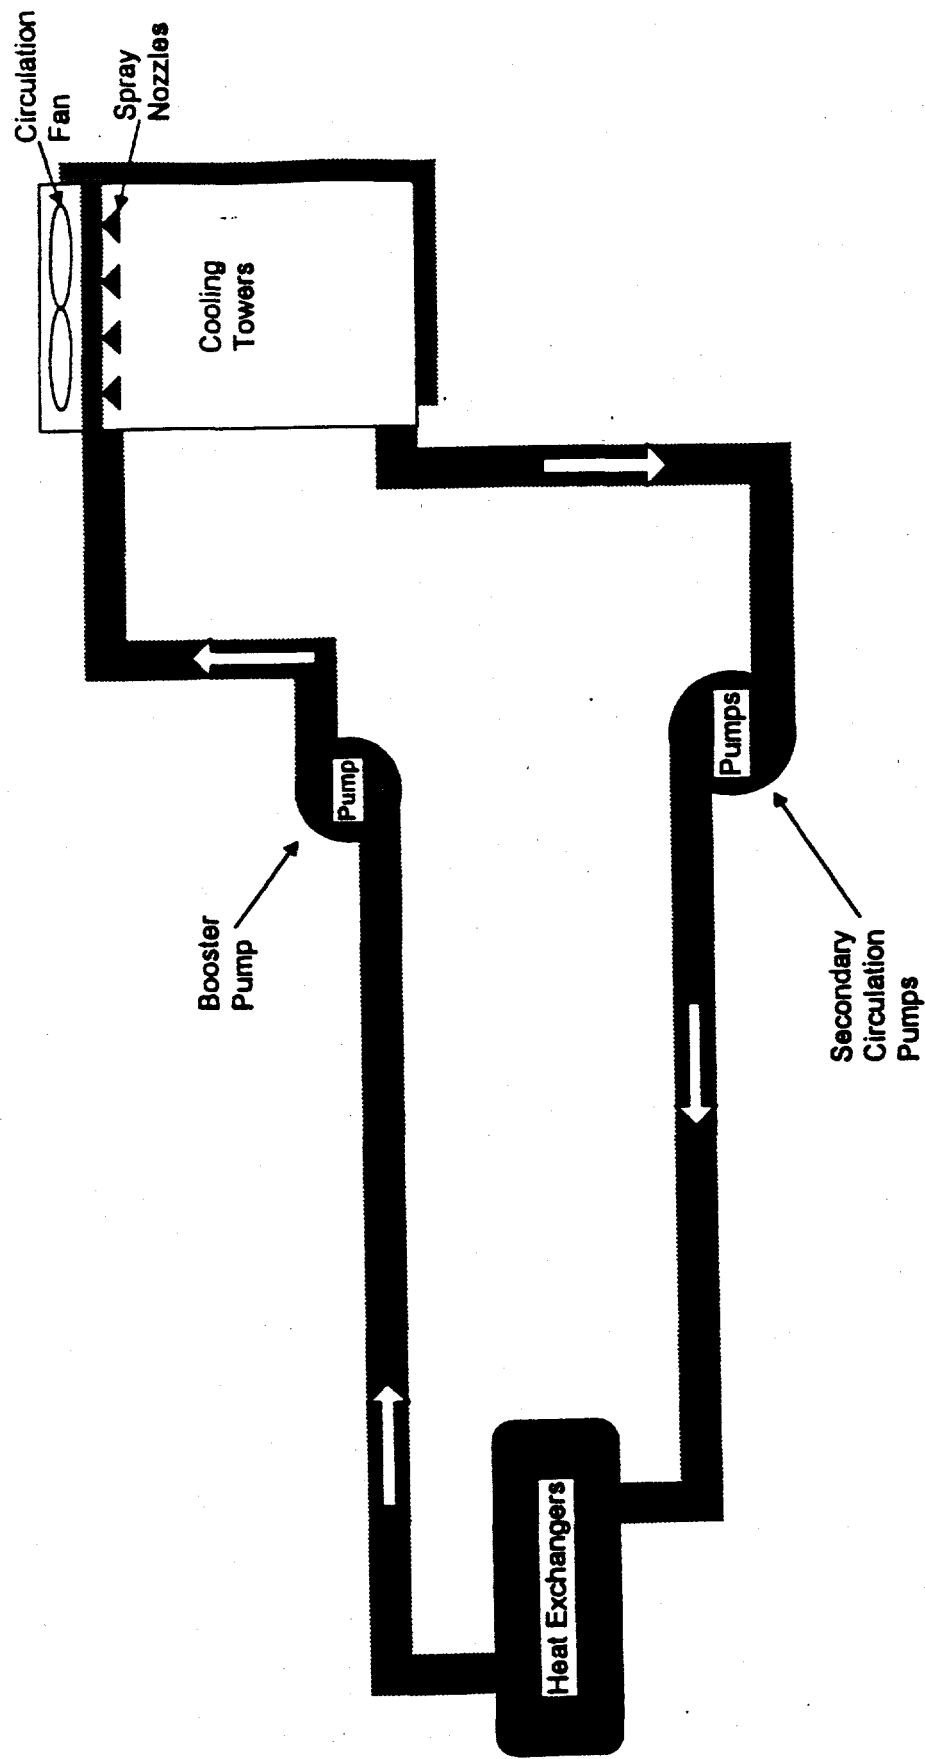 Circulation
Fan
Spray
Nozzles
Cooling
Towers
Booster
Pump
Pump
Pumps
Secondary
Circulation
Pumps
Heat Exchangers